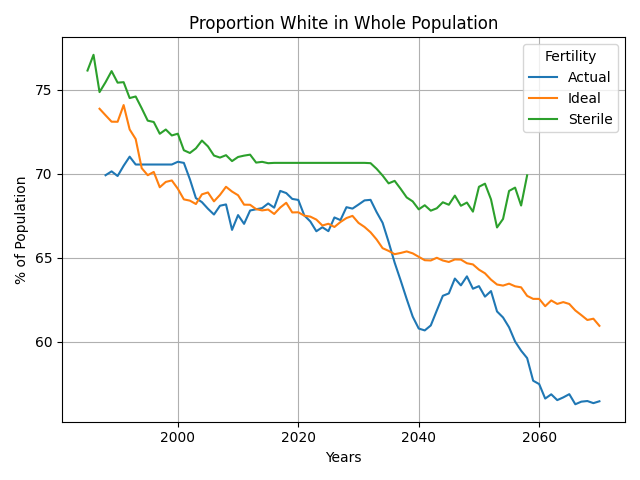 Proportion White in Whole Population
% of Population
75
70
65
60
Fertility
Actual
Ideal
Sterile
2000
2020
2040
2060
Years